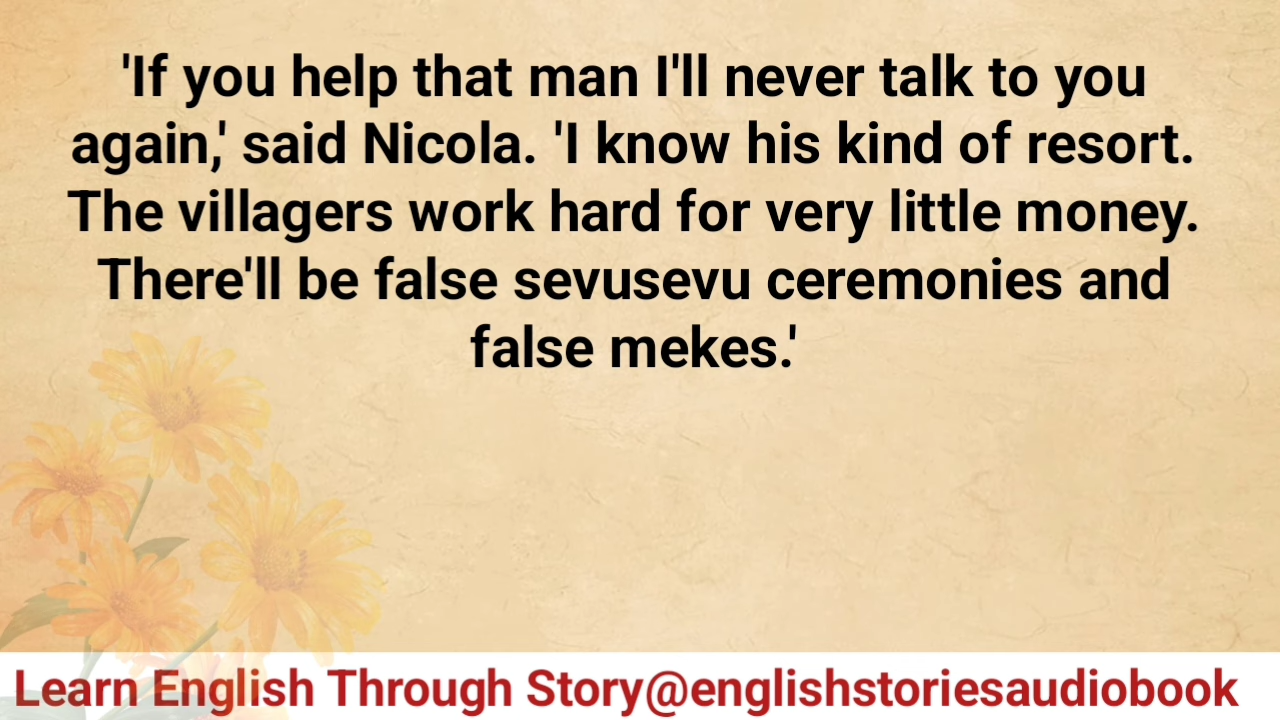 'If you help that man I'll never talk to you
again,' said Nicola. 'I know his kind of resort.
The villagers work hard for very little money.
There'll be false sevusevu ceremonies and
false mekes.'
Learn English Through Story@englishstoriesaudiobook